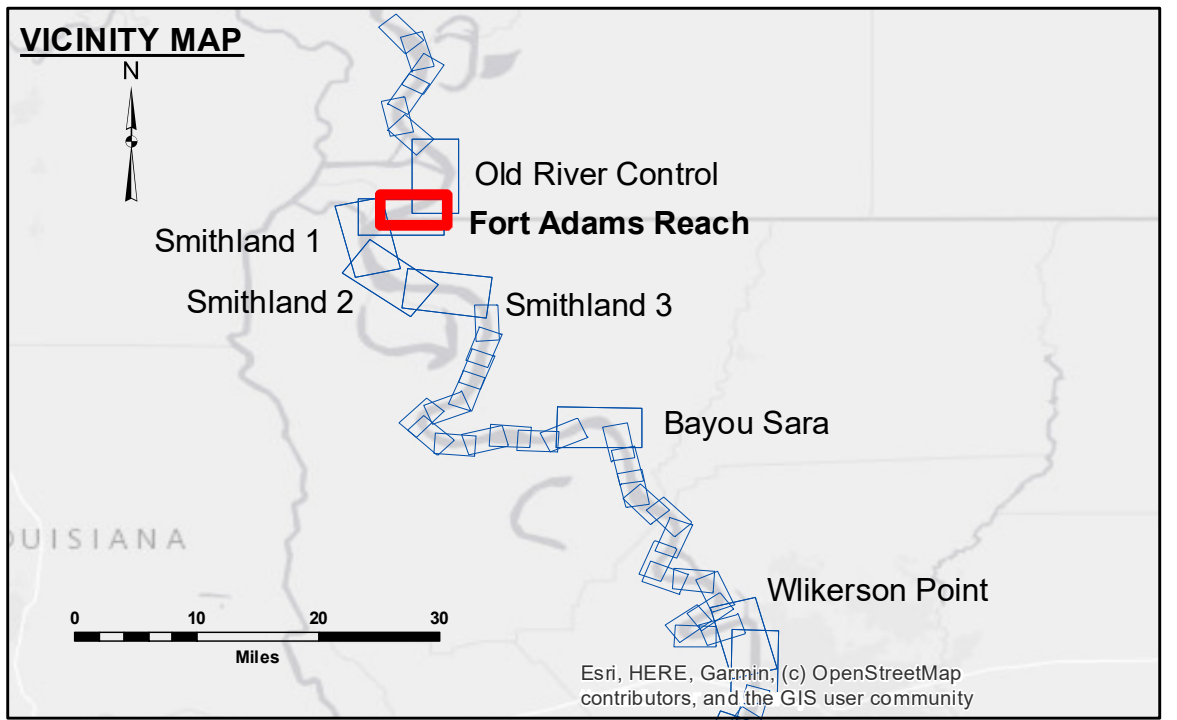 VICINITY MAP
N
Old River Control
Fort Adams Reach
Smithland 1
Smithland 2
Smithland 3
Bayou Sara
OUISIANA
Wlikerson Point
0 10 20 30
Miles
Esri, HERE, Garmin, (c) OpenStreetMap
contributors, and the GIS user community